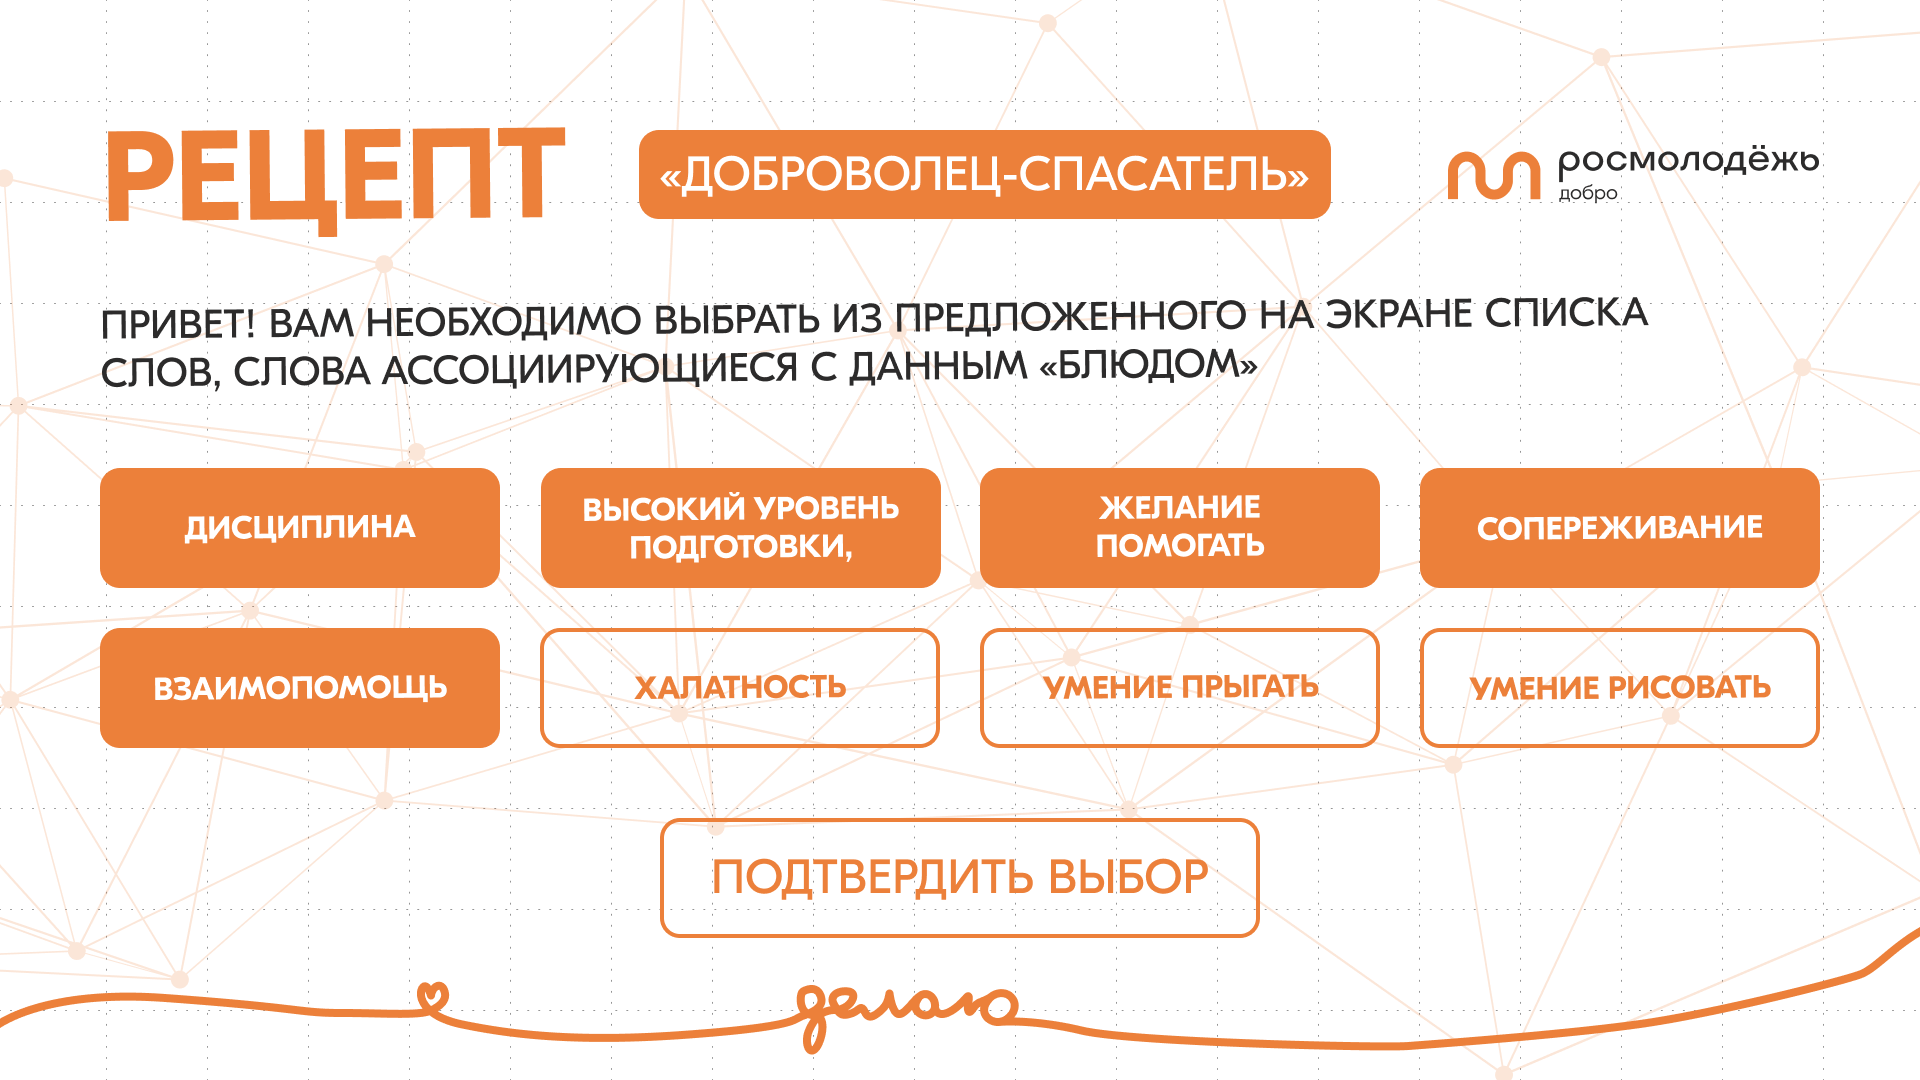 РЕЦЕПТ
«ДОБРОВОЛЕЦ-СПАСАТЕЛЬ»
росмолодёжь
добро
ПРИВЕТ! ВАМ НЕОБХОДИМО ВЫБРАТЬ ИЗ ПРЕДЛОЖЕННОГО НА ЭКРАНЕ СПИСКА
СЛОВ, СЛОВА АССОЦИИРУЮЩИЕСЯ С ДАННЫМ «БЛЮДОМ»
ДИСЦИПЛИНА
ВЫСОКИЙ УРОВЕНЬ
ПОДГОТОВКИ,
ЖЕЛАНИЕ
ПОМОГАТЬ
СОПЕРЕЖИВАНИЕ
ВЗАИМОПОМОЩЬ
ХАЛАТНОСТЬ
УМЕНИЕ ПРЫГАТЬ
УМЕНИЕ РИСОВАТЬ
ПОДТВЕРДИТЬ ВЫБОР
делаю